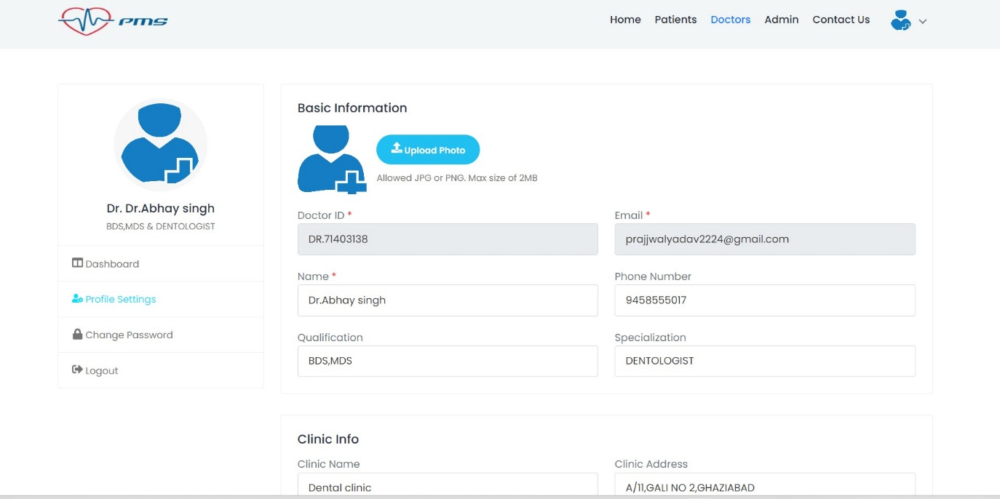 PMS
Home Patients Doctors Admin Contact Us
Dr. Dr.Abhay singh
BDS,MDS & DENTOLOGIST
Dashboard
Profile Settings
Change Password
Logout
Basic Information
Upload Photo
Allowed JPG or PNG. Max size of 2MB
Doctor ID * Email *
DR.71403138 prajjwalyadav2224@gmail.com
Name * Phone Number
Dr.Abhay singh 9458555017
Qualification Specialization
BDS,MDS DENTOLOGIST
Clinic Info
Clinic Name Clinic Address
Dental clinic A/11,GALI NO 2,GHAZIABAD